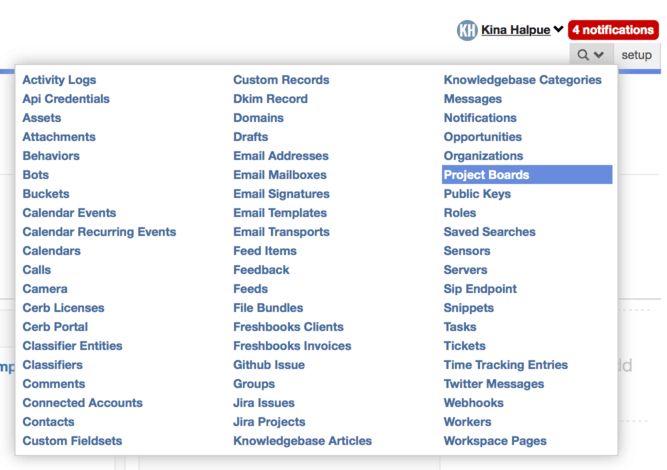 KH Kina Halpue 4 notifications
setup
Activity Logs
Api Credentials
Assets
Attachments
Behaviors
Bots
Buckets
Calendar Events
Calendar Recurring Events
Calendars
Calls
Camera
Cerb Licenses
Cerb Portal
Classifier Entities
Classifiers
Comments
Connected Accounts
Contacts
Custom Fieldsets
Custom Records
Dkim Record
Domains
Drafts
Email Addresses
Email Mailboxes
Email Signatures
Email Templates
Email Transports
Feed Items
Feedback
Feeds
File Bundles
Freshbooks Clients
Freshbooks Invoices
Github Issue
Groups
Jira Issues
Jira Projects
Knowledgebase Articles
Knowledgebase Categories
Messages
Notifications
Opportunities
Organizations
Project Boards
Public Keys
Roles
Saved Searches
Sensors
Servers
Sip Endpoint
Snippets
Tasks
Tickets
Time Tracking Entries
Twitter Messages
Webhooks
Workers
Workspace Pages